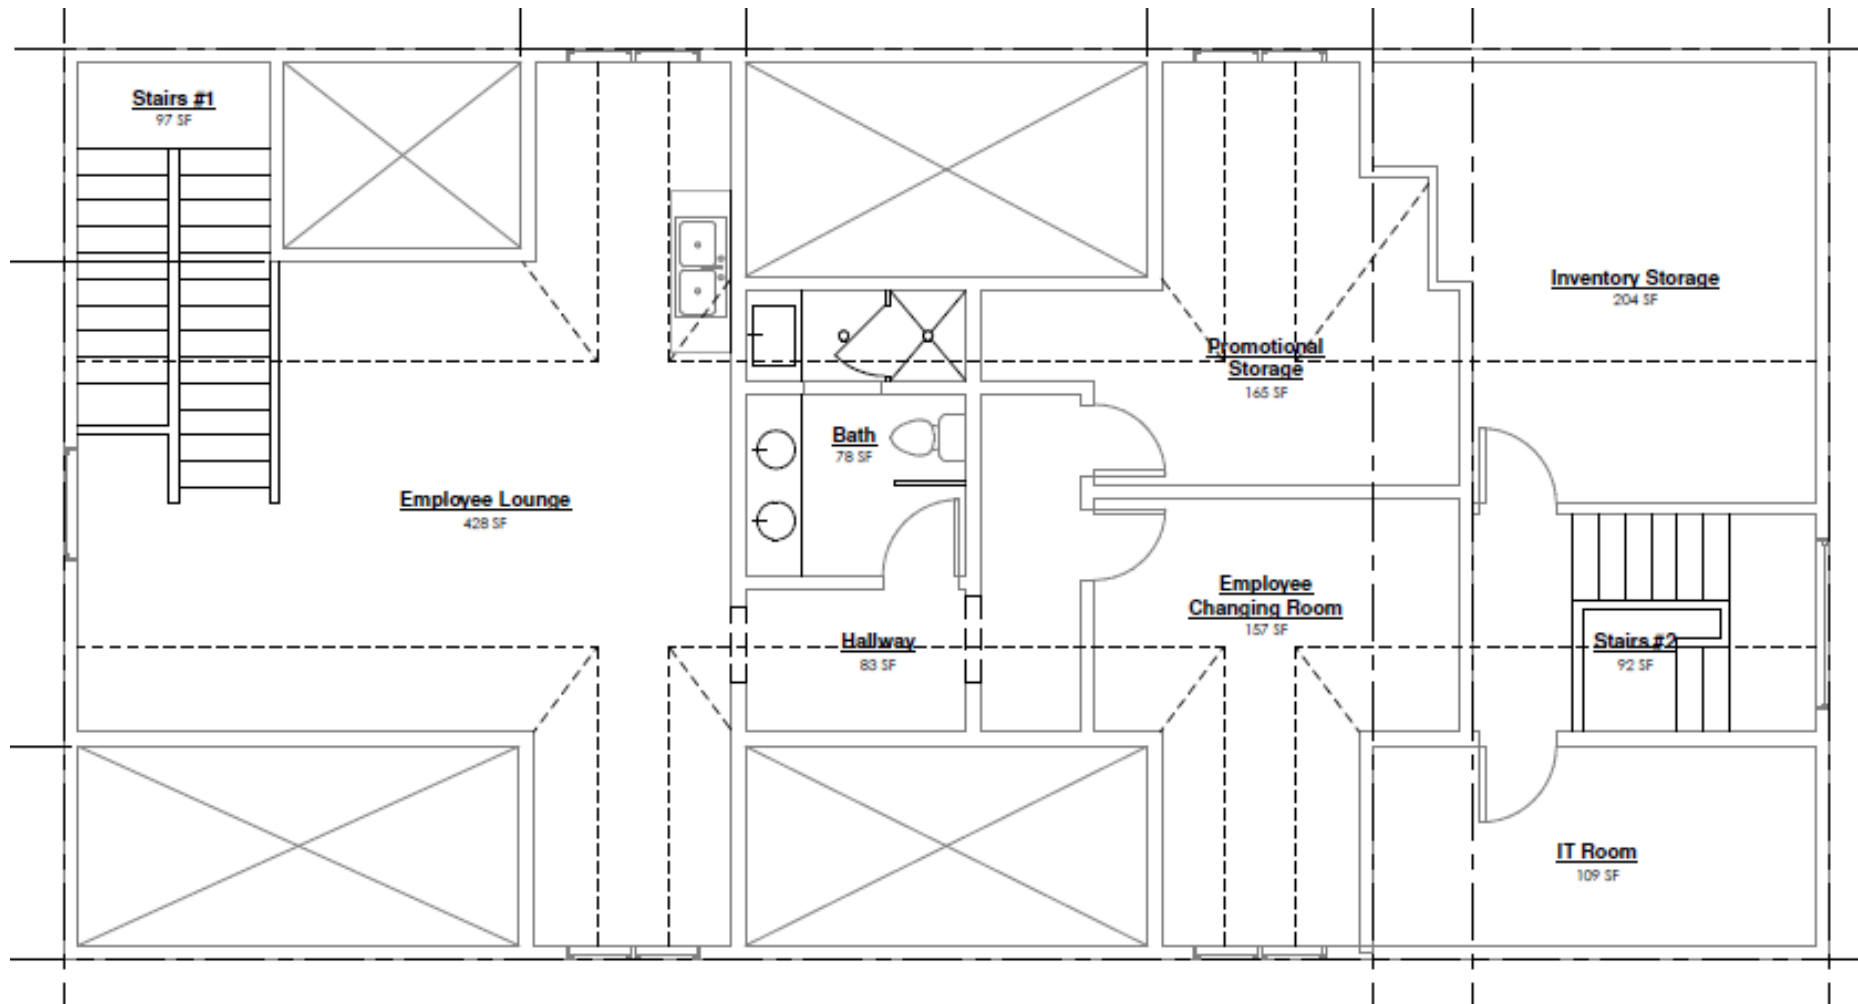 Stairs #1
97 SF
Inventory Storage
204 SF
Promotional
Storage
165 SF
Bath
78 SF
Employee Lounge
428 SF
Employee
Changing Room
157 SF
Hallway
83 SF
Stairs #2
92 SF
IT Room
109 SF